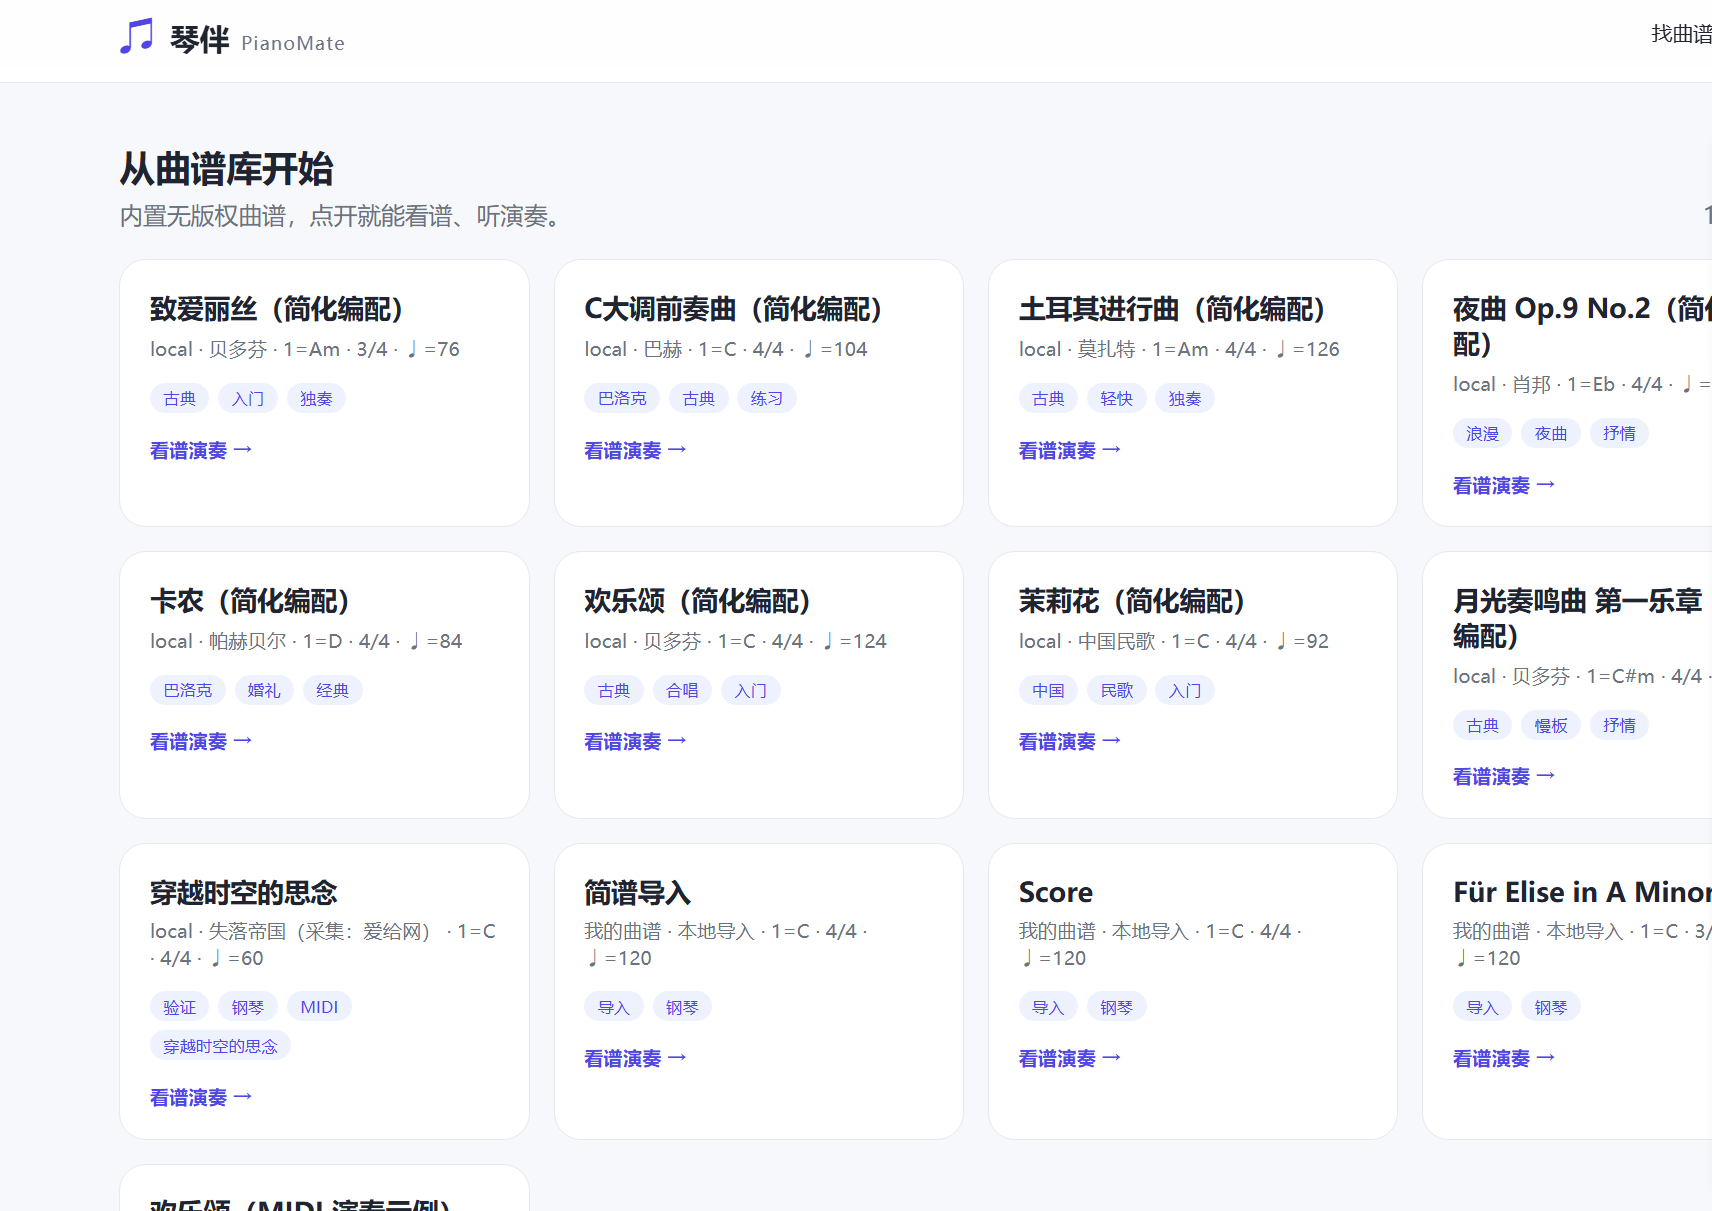 琴伴 PianoMate
找曲谱
从曲谱库开始
内置无版权曲谱，点开就能看谱、听演奏。
致爱丽丝（简化编配）
local · 贝多芬 · 1=Am · 3/4 · ♩=76
古典 入门 独奏
看谱演奏 →
C大调前奏曲（简化编配）
local · 巴赫 · 1=C · 4/4 · ♩=104
巴洛克 古典 练习
看谱演奏 →
土耳其进行曲（简化编配）
local · 莫扎特 · 1=Am · 4/4 · ♩=126
古典 轻快 独奏
看谱演奏 →
夜曲 Op.9 No.2（简
配）
local · 肖邦 · 1=Eb · 4/4 · ♩=
浪漫 夜曲 抒情
看谱演奏 →
卡农（简化编配）
local · 帕赫贝尔 · 1=D · 4/4 · ♩=84
巴洛克 婚礼 经典
看谱演奏 →
欢乐颂（简化编配）
local · 贝多芬 · 1=C · 4/4 · ♩=124
古典 合唱 入门
看谱演奏 →
茉莉花（简化编配）
local · 中国民歌 · 1=C · 4/4 · ♩=92
中国 民歌 入门
看谱演奏 →
月光奏鸣曲 第一乐章
编配）
local · 贝多芬 · 1=C#m · 4/4 ·
古典 慢板 抒情
看谱演奏 →
穿越时空的思念
local · 失落帝国（采集：爱给网） · 1=C
· 4/4 · ♩=60
验证 钢琴 MIDI
穿越时空的思念
看谱演奏 →
简谱导入
我的曲谱 · 本地导入 · 1=C · 4/4 ·
♩=120
导入 钢琴
看谱演奏 →
Score
我的曲谱 · 本地导入 · 1=C · 4/4 ·
♩=120
导入 钢琴
看谱演奏 →
Für Elise in A Minor
我的曲谱 · 本地导入 · 1=C · 3/
♩=120
导入 钢琴
看谱演奏 →
欢乐颂（MIDI 演奏示例）